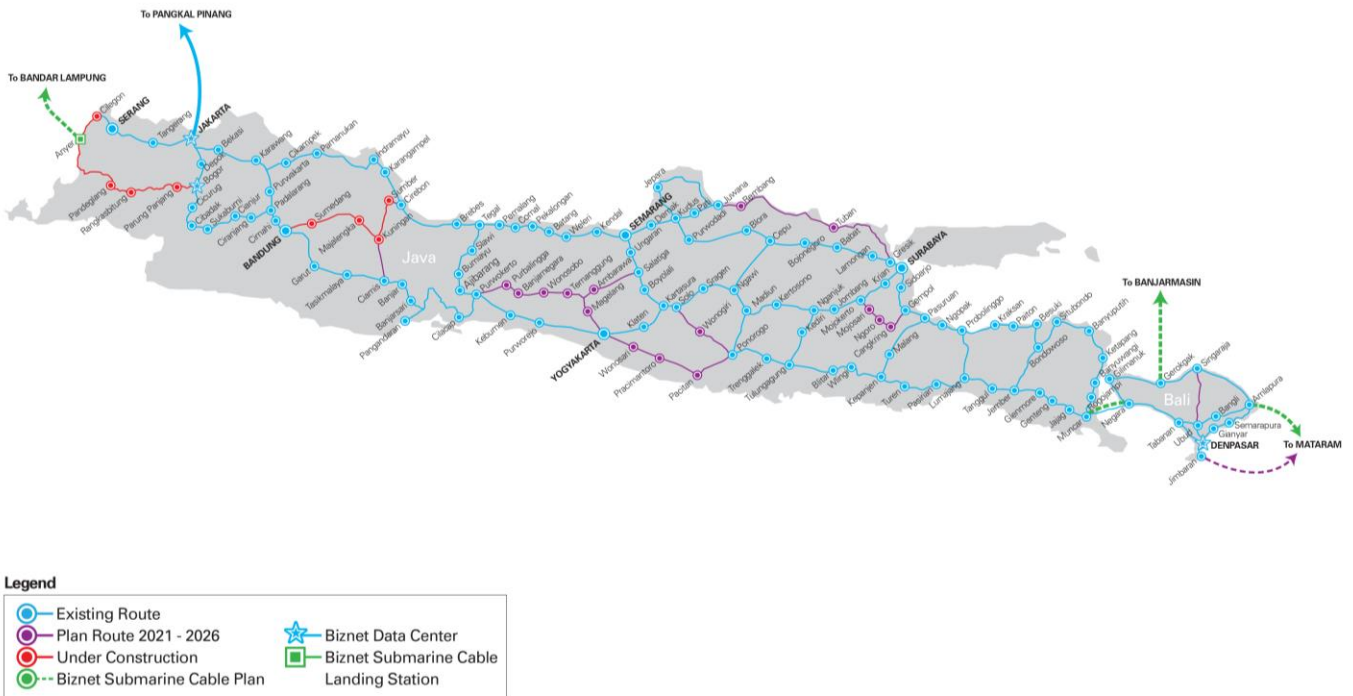 To PANGKAL PINANG
To BANDAR LAMPUNG
Cilegon
SERANG
Anyer
Tangerang
JAKARTA
Bekasi
Depok
Bogor
Karawang
Cikampek
Pamanukan
Indramayu
Karangampel
Pandeglang
Rangkasbitung
Parung Panjang
Cicurug
Cibadak
Sukabumi
Ciranjang
Cianjur
Purwakarta
Padalarang
Cimahi
BANDUNG
Sumedang
Majalengka
Kuningan
Sumber
Cirebon
Java
Garut
Tasikmalaya
Ciamis
Banjar
Banjarsari
Pangandaran
Cilacap
Brebes
Tegal
Pemalang
Comal
Pekalongan
Batang
Weleri
Kendal
Slawi
Bumiayu
Ajibarang
Purwokerto
Purbalingga
Banjarnegara
Wonosobo
Temanggung
Ambarawa
Magelang
Kebumen
Purworejo
YOGYAKARTA
SEMARANG
Ungaran
Demak
Jepara
Kudus
Pati
Juwana
Rembang
Purwodadi
Blora
Cepu
Salatiga
Boyolali
Kartasura
Solo
Sragen
Ngawi
Klaten
Wonogiri
Wonosari
Pracimantoro
Pacitan
Ponorogo
Madiun
Kertosono
Nganjuk
Jombang
Kediri
Trenggalek
Tulungagung
Blitar
Wlingi
Kepanjen
Tuban
Bojonegoro
Babat
Lamongan
Gresik
SURABAYA
Krian
Sidoarjo
Mojokerto
Mojosari
Ngoro
Cangkring
Gempol
Malang
Pasuruan
Ngopak
Probolinggo
Kraksan
Paiton
Besuki
Situbondo
Bondowoso
Banyuputih
Turen
Pasirian
Lumajang
Tanggul
Jember
Glenmore
Genteng
Jajag
Muncar
Rogojampi
Banyuwangi
Ketapang
Gilimanuk
Negara
To BANJARMASIN
Gerokgak
Singaraja
Bali
Tabanan
Ubud
Bangli
Amlapura
Semarapura
Gianyar
DENPASAR
Jimbaran
To MATARAM
Legend
Existing Route
Plan Route 2021 - 2026
Under Construction
Biznet Submarine Cable Plan
Biznet Data Center
Biznet Submarine Cable
Landing Station